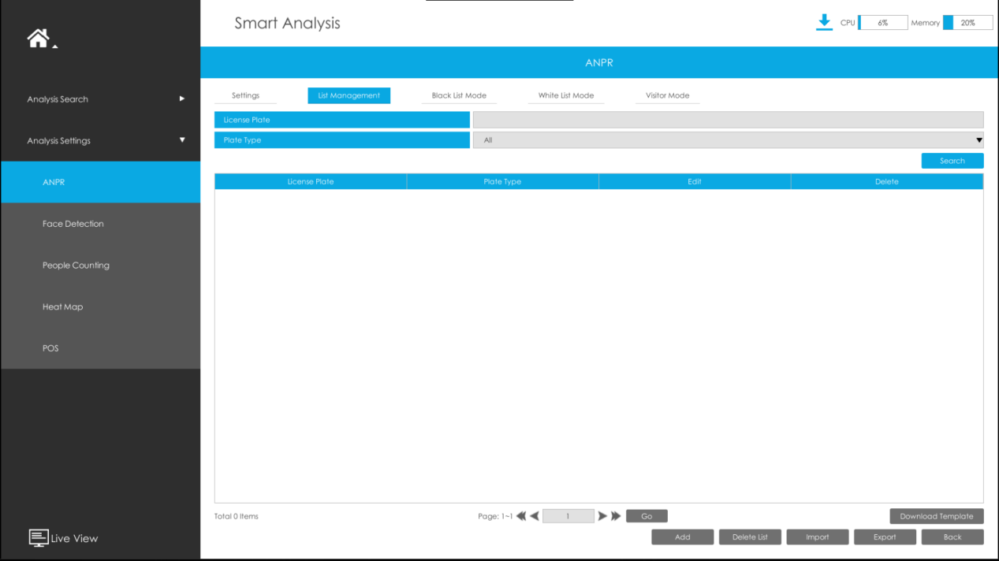 Smart Analysis
CPU 6% Memory 20%
ANPR
Analysis Search
Analysis Settings
ANPR
Face Detection
People Counting
Heat Map
POS
Live View
Settings List Management Black List Mode White List Mode Visitor Mode
License Plate
Plate Type All
Search
License Plate Plate Type Edit Delete
Total 0 Items Page: 1~1 1 Go Download Template
Add Delete List Import Export Back